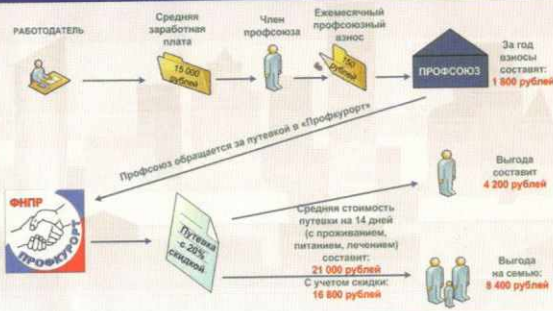 РАБОТОДАТЕЛЬ
Средняя
заработная
плата
15 000
рублей
Член
профсоюза
Ежемесячный
профсоюзный
взнос
150
рублей
ПРОФСОЮЗ
За год
взносы
составит:
1 800 рублей
Профсоюз обращается за путевкой в «Профкурорт»
ФНПР
ПРОФКУРОРТ
Путевка
с 20%
скидкой
Средняя стоимость
путевки на 14 дней
(с проживанием,
питанием, лечением)
составит:
21 000 рублей
С учетом скидки:
16 800 рублей
Выгода
составит
4 200 рублей
Выгода
на семью:
8 400 рублей